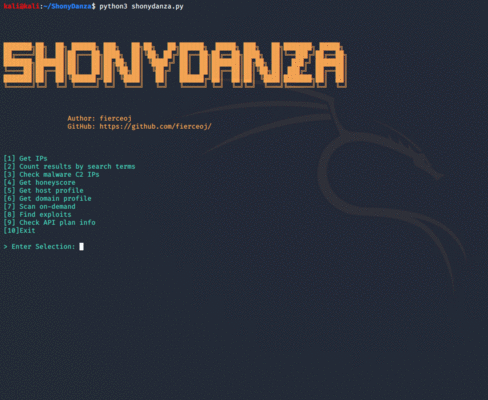 kali@kali:~/ShonyDanza$ python3 shonydanza.py
SHONYDANZA
Author: fierceoj
GitHub: https://github.com/fierceoj/
[1] Get IPs
[2] Count results by search terms
[3] Check malware C2 IPs
[4] Get honeyscore
[5] Get host profile
[6] Get domain profile
[7] Scan on-demand
[8] Find exploits
[9] Check API plan info
[10]Exit
> Enter Selection: